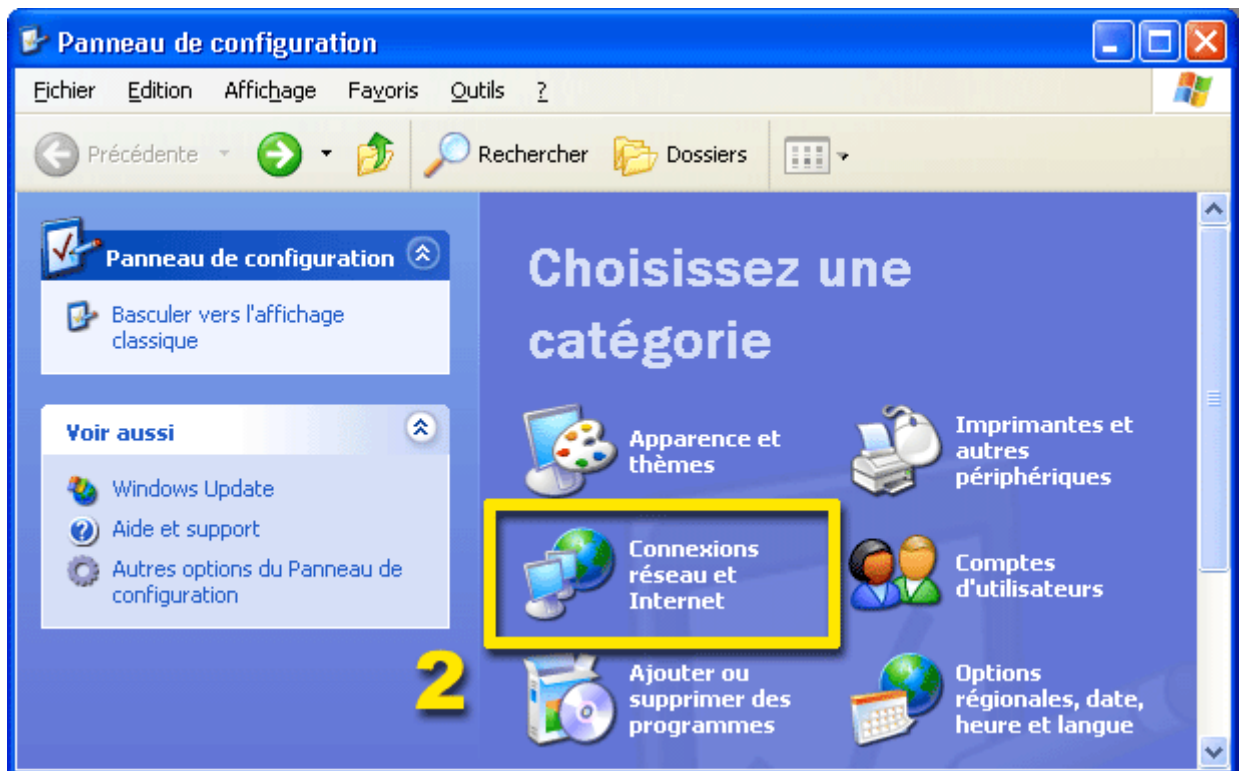 Panneau de configuration
Fichier Edition Affichage Favoris Outils ?
Précédente Rechercher Dossiers
Panneau de configuration
Basculer vers l'affichage
classique
Voir aussi
Windows Update
Aide et support
Autres options du Panneau de
configuration
Choisissez une
catégorie
Apparence et
thèmes
Imprimantes et
autres
périphériques
Connexions
réseau et
Internet
Comptes
d'utilisateurs
2
Ajouter ou
supprimer des
programmes
Options
régionales, date,
heure et langue